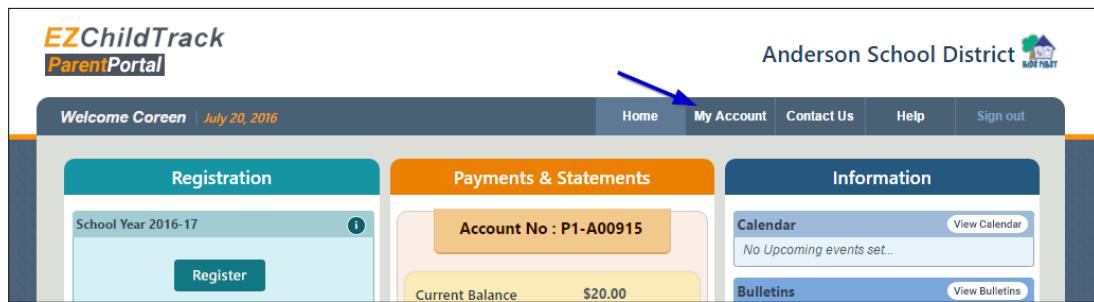 EZChildTrack
ParentPortal
Anderson School District
KIDS FIRST
Welcome Coreen | July 20, 2016
Home My Account Contact Us Help Sign out
Registration
School Year 2016-17
i
Register
Payments & Statements
Account No : P1-A00915
Current Balance $20.00
Information
Calendar View Calendar
No Upcoming events set...
Bulletins View Bulletins